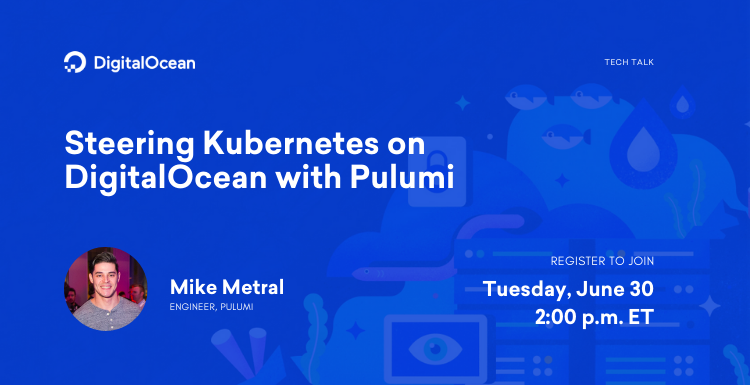 DigitalOcean
TECH TALK
Steering Kubernetes on
DigitalOcean with Pulumi
Mike Metral
ENGINEER, PULUMI
REGISTER TO JOIN
Tuesday, June 30
2:00 p.m. ET